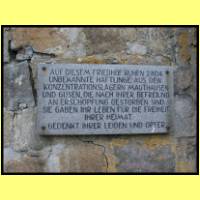 AUF DIESEM FRIEDHOF RUHEN 2804
UNBEKANNTE HÄFTLINGE AUS DEN
KONZENTRATIONSLAGERN MAUTHAUSEN
UND GUSEN, DIE NACH IHRER BEFREIUNG
AN ERSCHÖPFUNG GESTORBEN SIND.
SIE GABEN IHR LEBEN FÜR DIE FREIHEIT
IHRER HEIMAT.
GEDENKT IHRER LEIDEN UND OPFER.